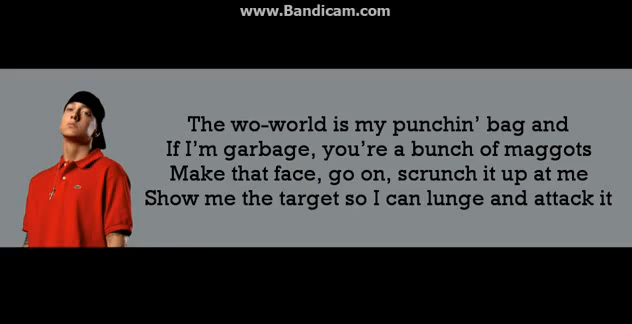 www.Bandicam.com
The wo-world is my punchin’ bag and
If I’m garbage, you’re a bunch of maggots
Make that face, go on, scrunch it up at me
Show me the target so I can lunge and attack it